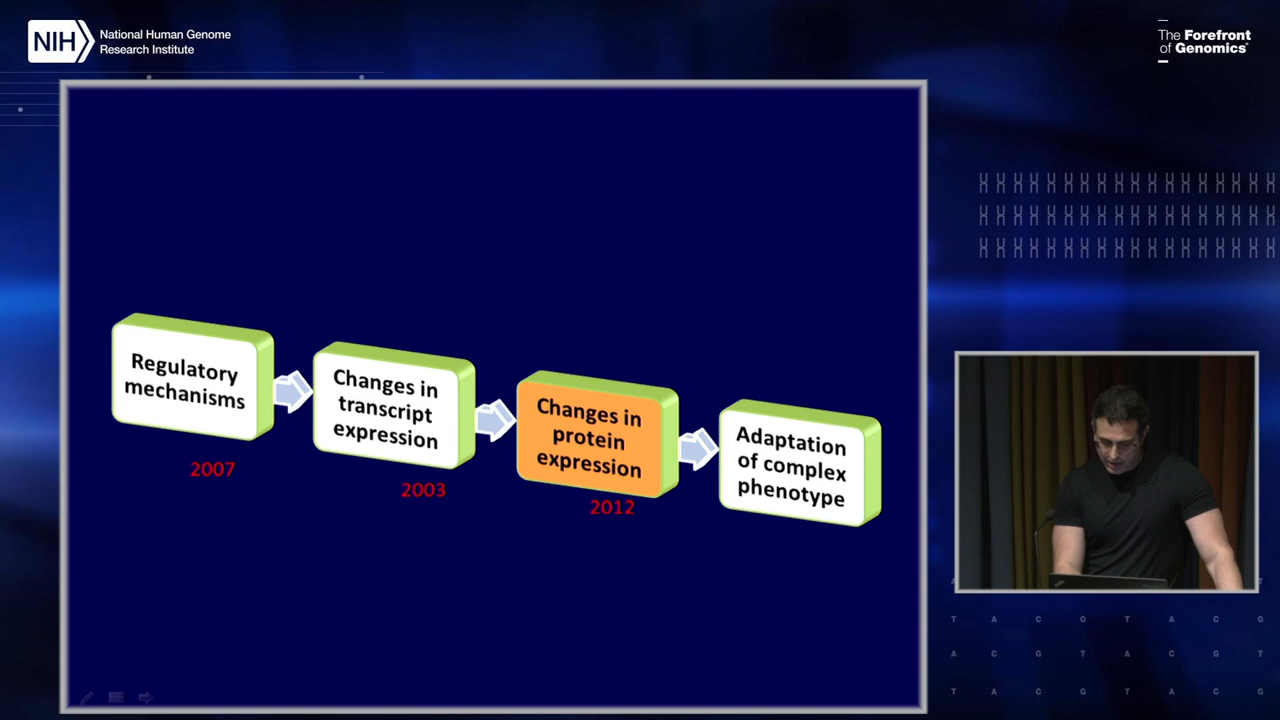 NIH
National Human Genome
Research Institute
The Forefront
of Genomics®
Regulatory
mechanisms
2007
Changes in
transcript
expression
2003
Changes in
protein
expression
2012
Adaptation
of complex
phenotype
T A C G T A C G
A C G T A C G T
T A C G T A C G